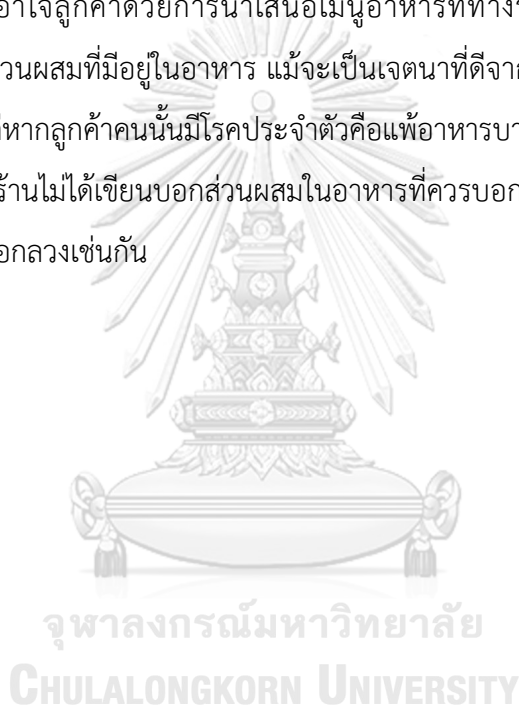 อาใจลูกค้าด้วยการนำเสนอเมนูอาหารที่ทาง
วนผสมที่มีอยู่ในอาหาร แม้จะเป็นเจตนาที่ดีจาก
หากลูกค้าคนนั้นมีโรคประจำตัวคือแพ้อาหารบา
ร้านไม่ได้เขียนบอกส่วนผสมในอาหารที่ควรบอก
อกลวงเช่นกัน
จุฬาลงกรณ์มหาวิทยาลัย
CHULALONGKORN UNIVERSITY